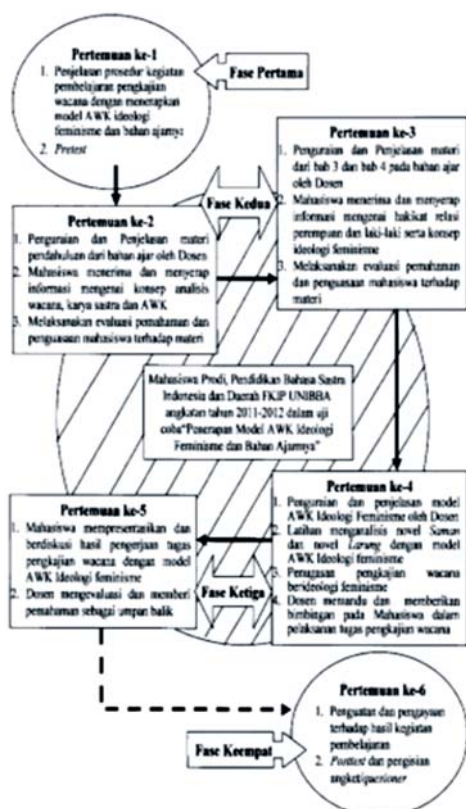 Pertemuan ke-1
1. Penjelasan prosedur kegiatan
pembelajaran pengkajian
wacana dengan menerapkan
model AWK ideologi
feminisme dan bahan ajarnya
2. Pretest
Fase Pertama
Pertemuan ke-2
1. Penguraian dan Penjelasan materi
pendahuluan dari bahan ajar oleh Dosen
2. Mahasiswa menerima dan menyerap
informasi mengenai konsep analisis
wacana, karya sastra dan AWK
3. Melaksanakan evaluasi pemahaman dan
penguasaan mahasiswa terhadap materi
Fase Kedua
Pertemuan ke-3
1. Penguraian dan Penjelasan materi
dari bab 3 dan bab 4 pada bahan ajar
oleh Dosen
2. Mahasiswa menerima dan menyerap
informasi mengenai hakikat relasi
perempuan dan laki-laki serta konsep
ideologi feminisme
3. Melaksanakan evaluasi pemahaman
dan penguasaan mahasiswa terhadap
materi
Mahasiswa Prodi, Pendidikan Bahasa Sastra
Indonesia dan Daerah FKIP UNIBBA
angkatan tahun 2011-2012 dalam uji
coba"Penerapan Model AWK Ideologi
Feminisme dan Bahan Ajarnya"
Pertemuan ke-4
1. Penguraian dan penjelasan model
AWK Ideologi Feminisme oleh Dosen
2. Latihan menganalisis novel Saman
dan novel Larung dengan model
AWK Ideologi feminisme
3. Penugasan pengkajian wacana
berideologi feminisme
4. Dosen memandu dan memberikan
bimbingan pada Mahasiswa dalam
pelaksanan tugas pengkajian wacana
Fase Ketiga
Pertemuan ke-5
1. Mahasiswa mempresentasikan dan
berdiskusi hasil pengerjaan tugas
pengkajian wacana dengan model
AWK Ideologi feminisme
2. Dosen mengevaluasi dan memberi
pemahaman sebagai umpan balik
Pertemuan ke-6
1. Penguatan dan pengayaan
terhadap hasil kegiatan
pembelajaran
2. Posttest dan pengisian
angket/quesioner
Fase Keempat